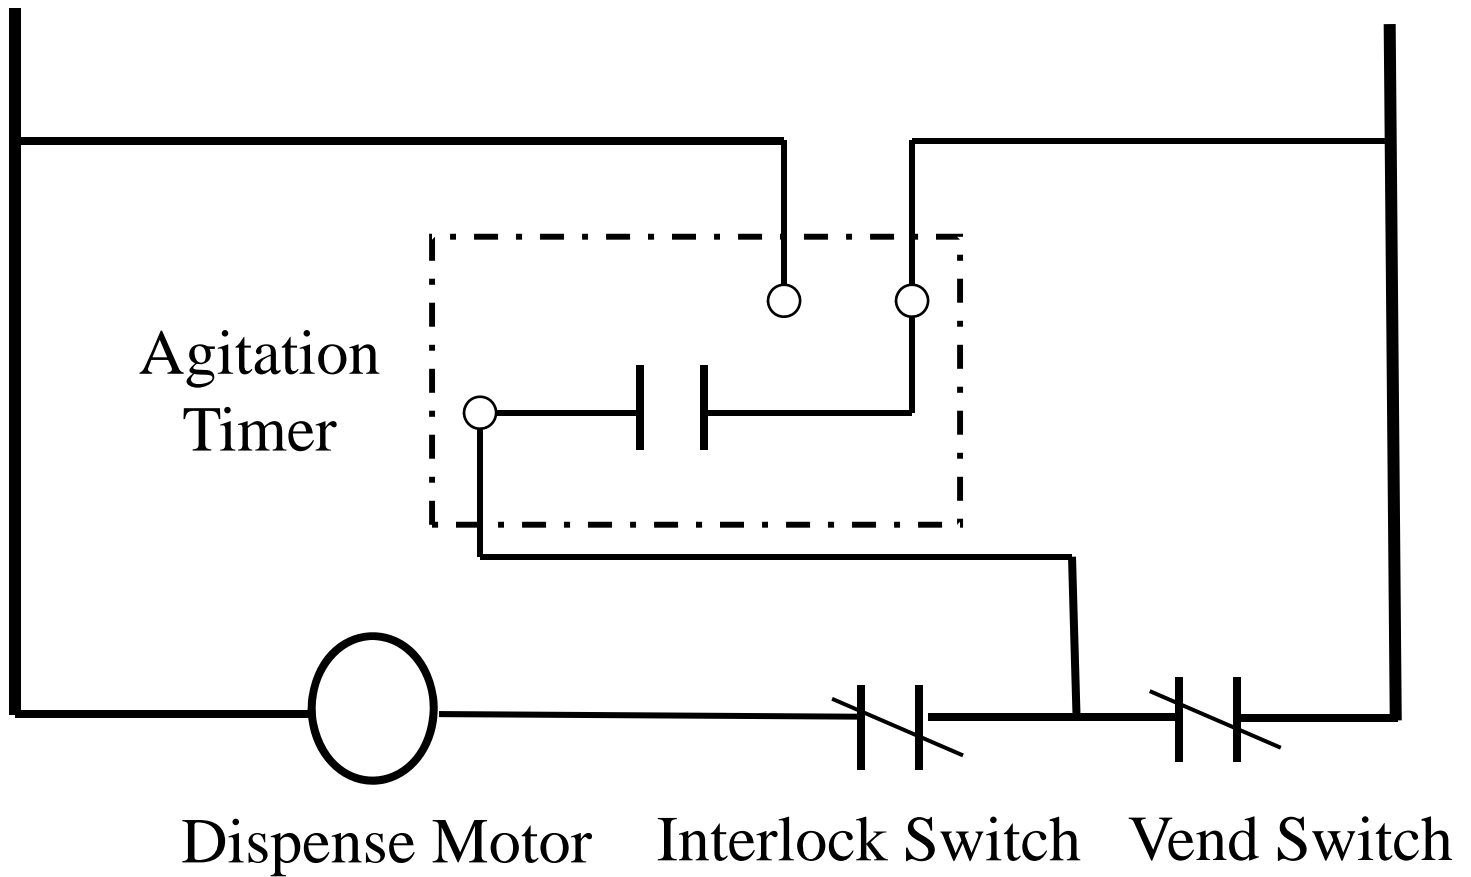 Agitation
Timer
Dispense Motor
Interlock Switch
Vend Switch